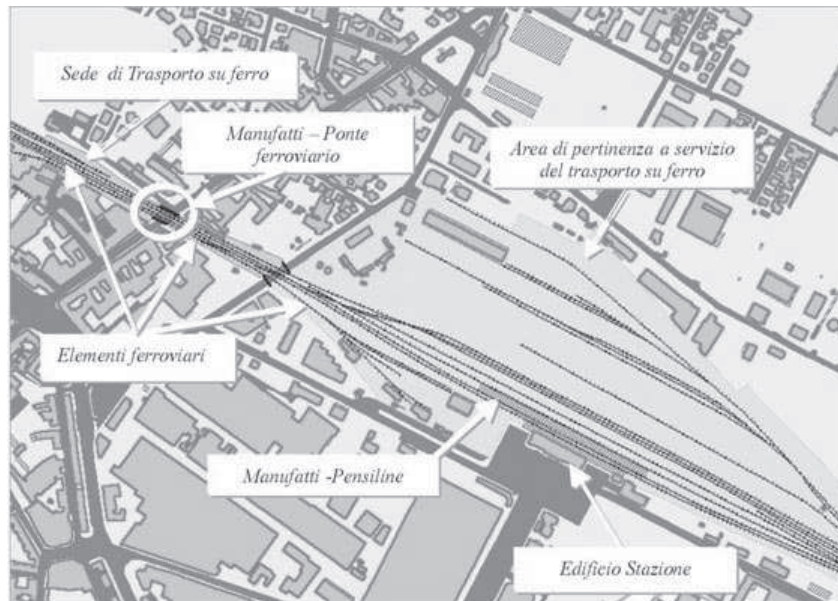 Sede di Trasporto su ferro
Manufatti – Ponte
ferroviario
Area di pertinenza a servizio
del trasporto su ferro
Elementi ferroviari
Manufatti -Pensiline
Edificio Stazione